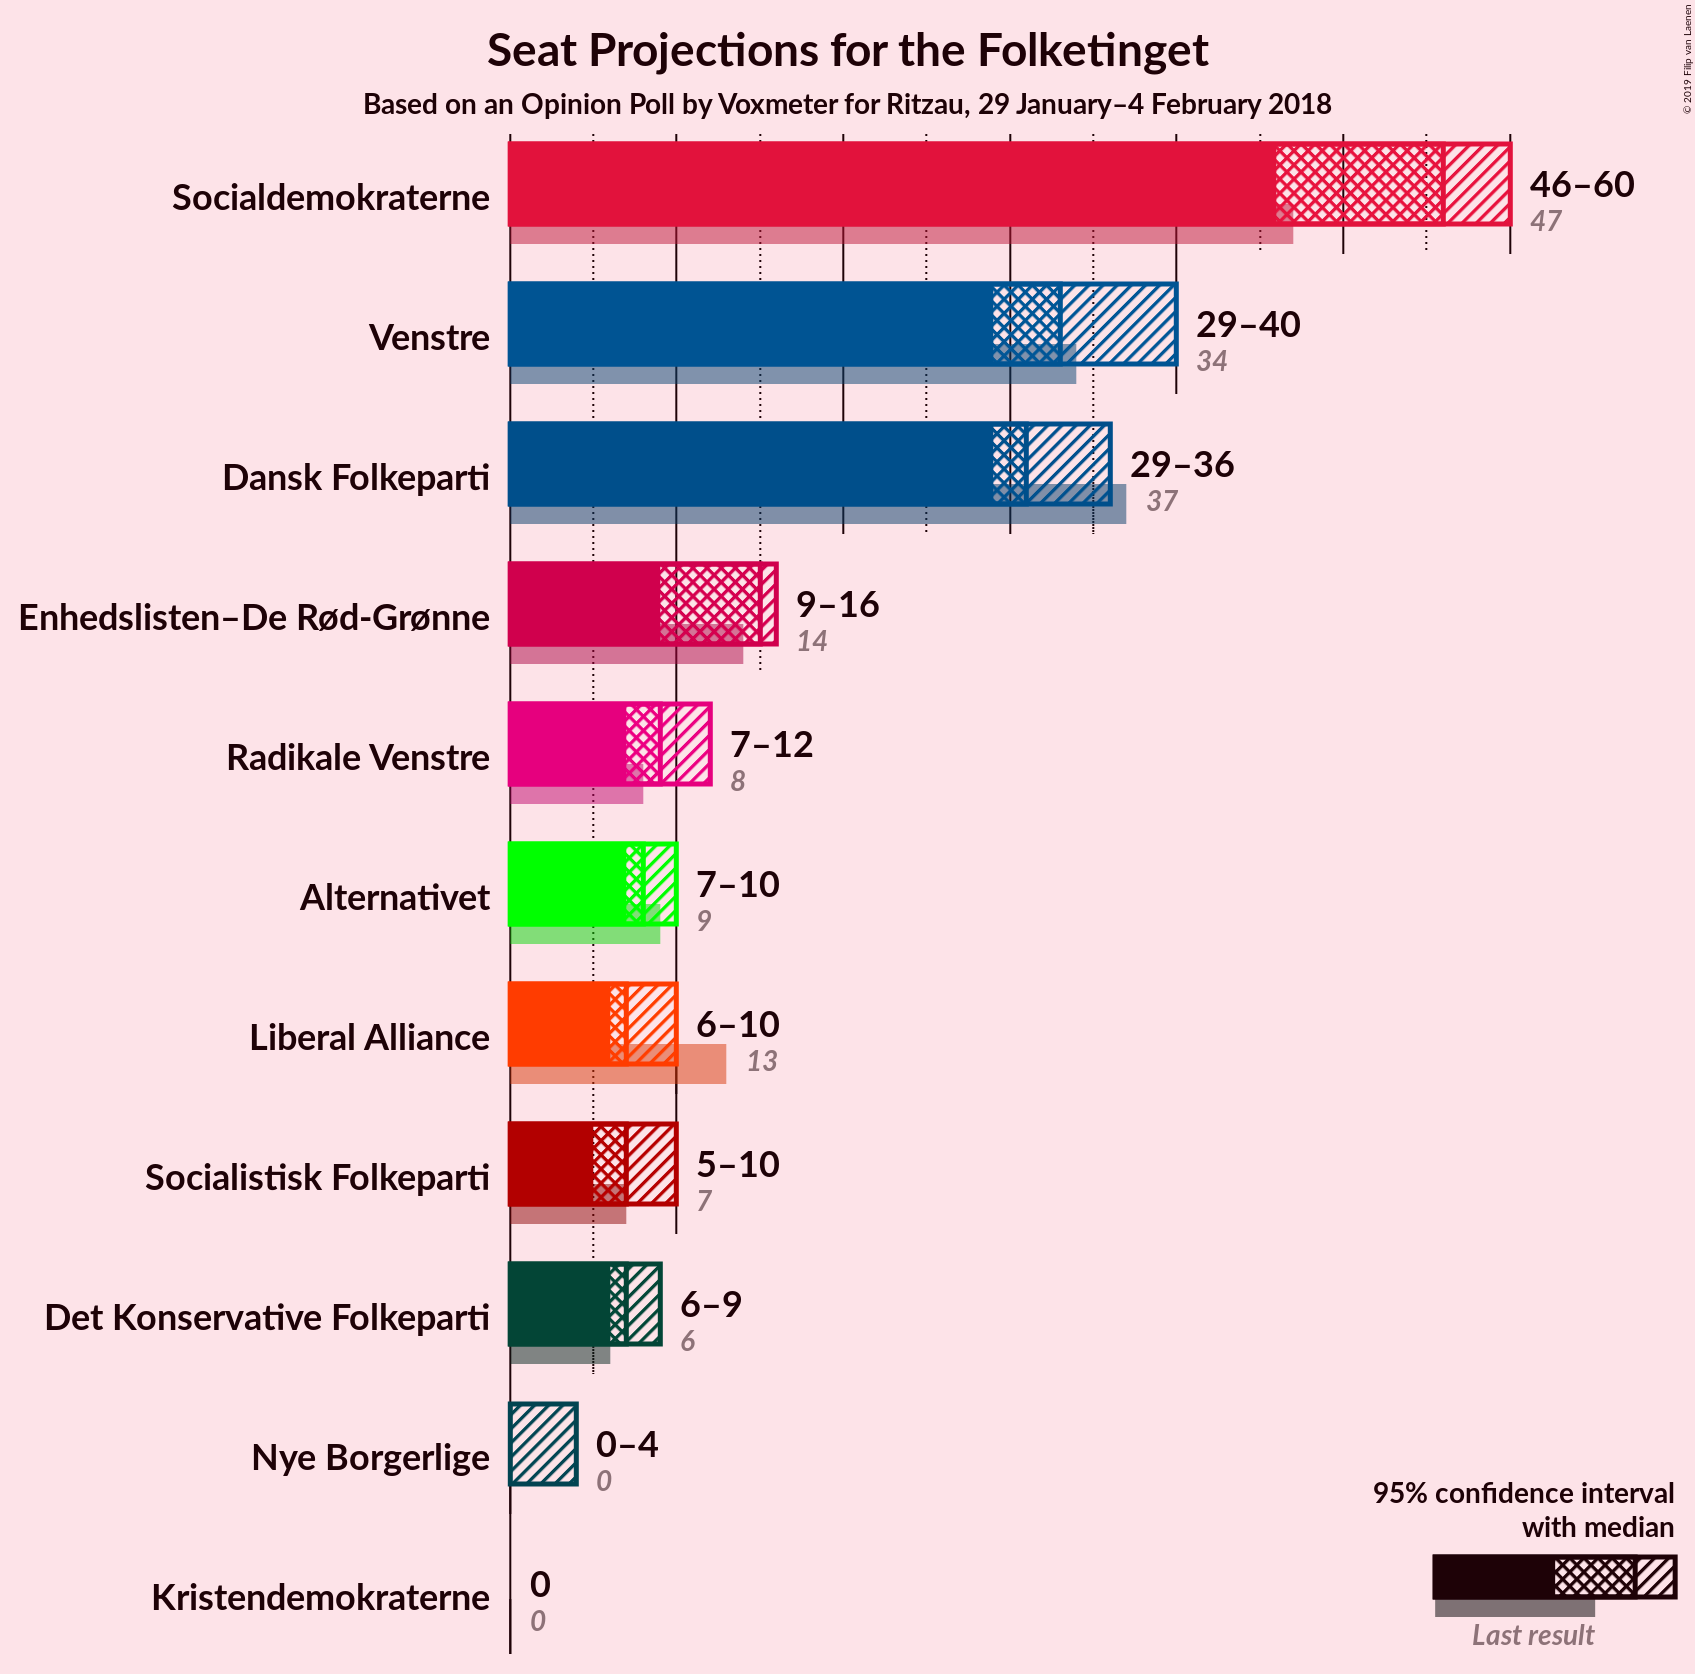 © 2019 Filip van Laenen
Seat Projections for the Folketinget
Based on an Opinion Poll by Voxmeter for Ritzau, 29 January–4 February 2018
Socialdemokraterne
46–60
47
Venstre
29–40
34
Dansk Folkeparti
29–36
37
Enhedslisten–De Rød-Grønne
9–16
14
Radikale Venstre
7–12
8
Alternativet
7–10
9
Liberal Alliance
6–10
13
Socialistisk Folkeparti
5–10
7
Det Konservative Folkeparti
6–9
6
Nye Borgerlige
0–4
0
Kristendemokraterne
0
0
95% confidence interval
with median
Last result